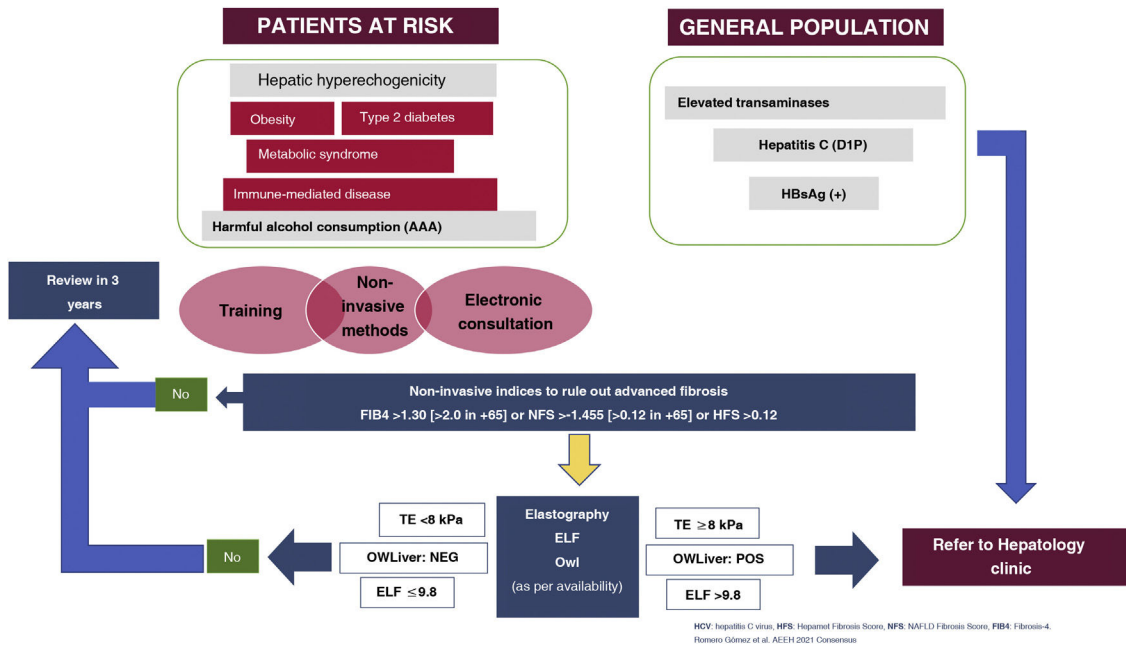 PATIENTS AT RISK
Hepatic hyperechogenicity
Obesity
Type 2 diabetes
Metabolic syndrome
Immune-mediated disease
Harmful alcohol consumption (AAA)
GENERAL POPULATION
Elevated transaminases
Hepatitis C (D1P)
HBsAg (+)
Review in 3
years
Training
Non-
invasive
methods
Electronic
consultation
No
Non-invasive indices to rule out advanced fibrosis
FIB4 >1.30 [>2.0 in +65] or NFS >-1.455 [>0.12 in +65] or HFS >0.12
No
TE <8 kPa
OWLiver: NEG
ELF ≤9.8
Elastography
ELF
Owl
(as per availability)
TE ≥8 kPa
OWLiver: POS
ELF >9.8
Refer to Hepatology
clinic
HCV: hepatitis C virus, HFS: Hepamet Fibrosis Score, NFS: NAFLD Fibrosis Score, FIB4: Fibrosis-4.
Romero Gómez et al. AEEH 2021 Consensus